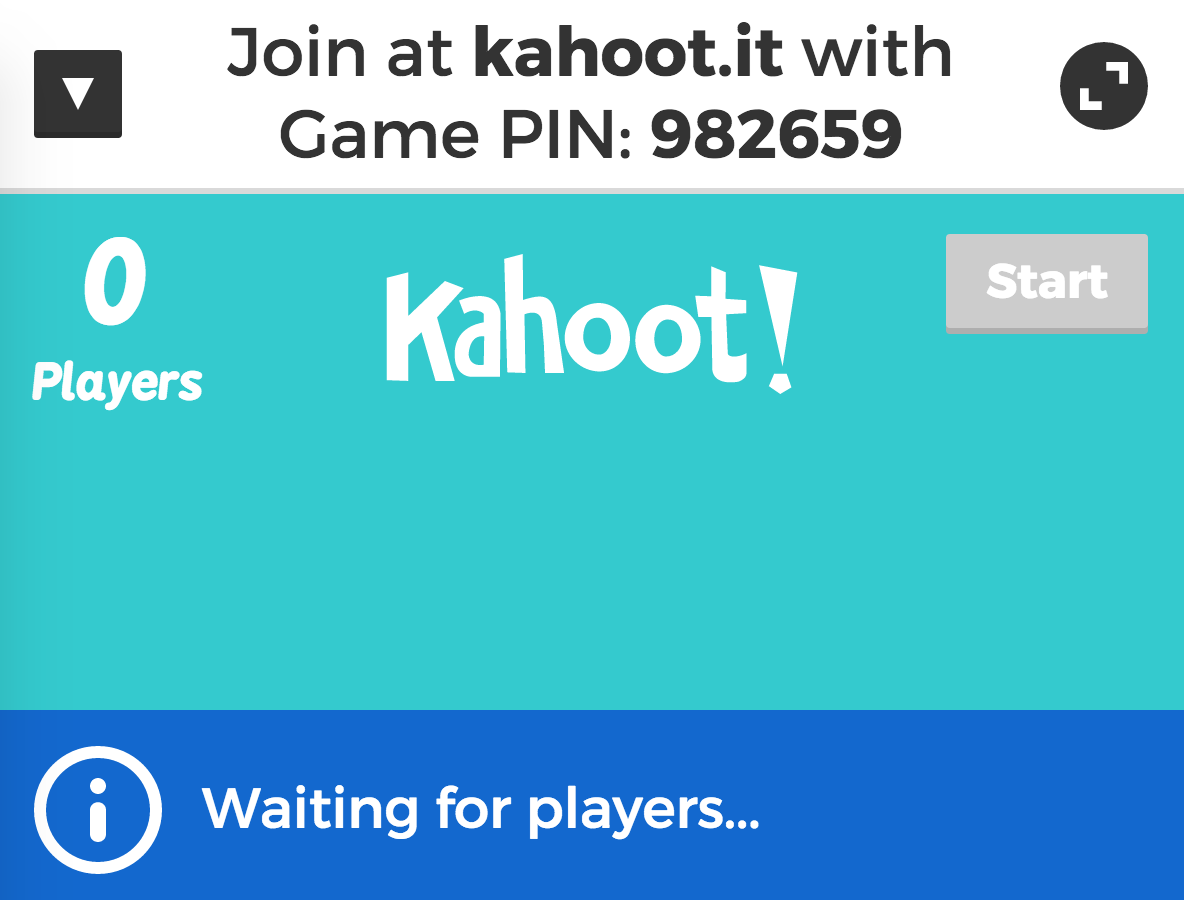 Join at kahoot.it with
Game PIN: 982659
0
Players
Kahoot!
Start
Waiting for players...